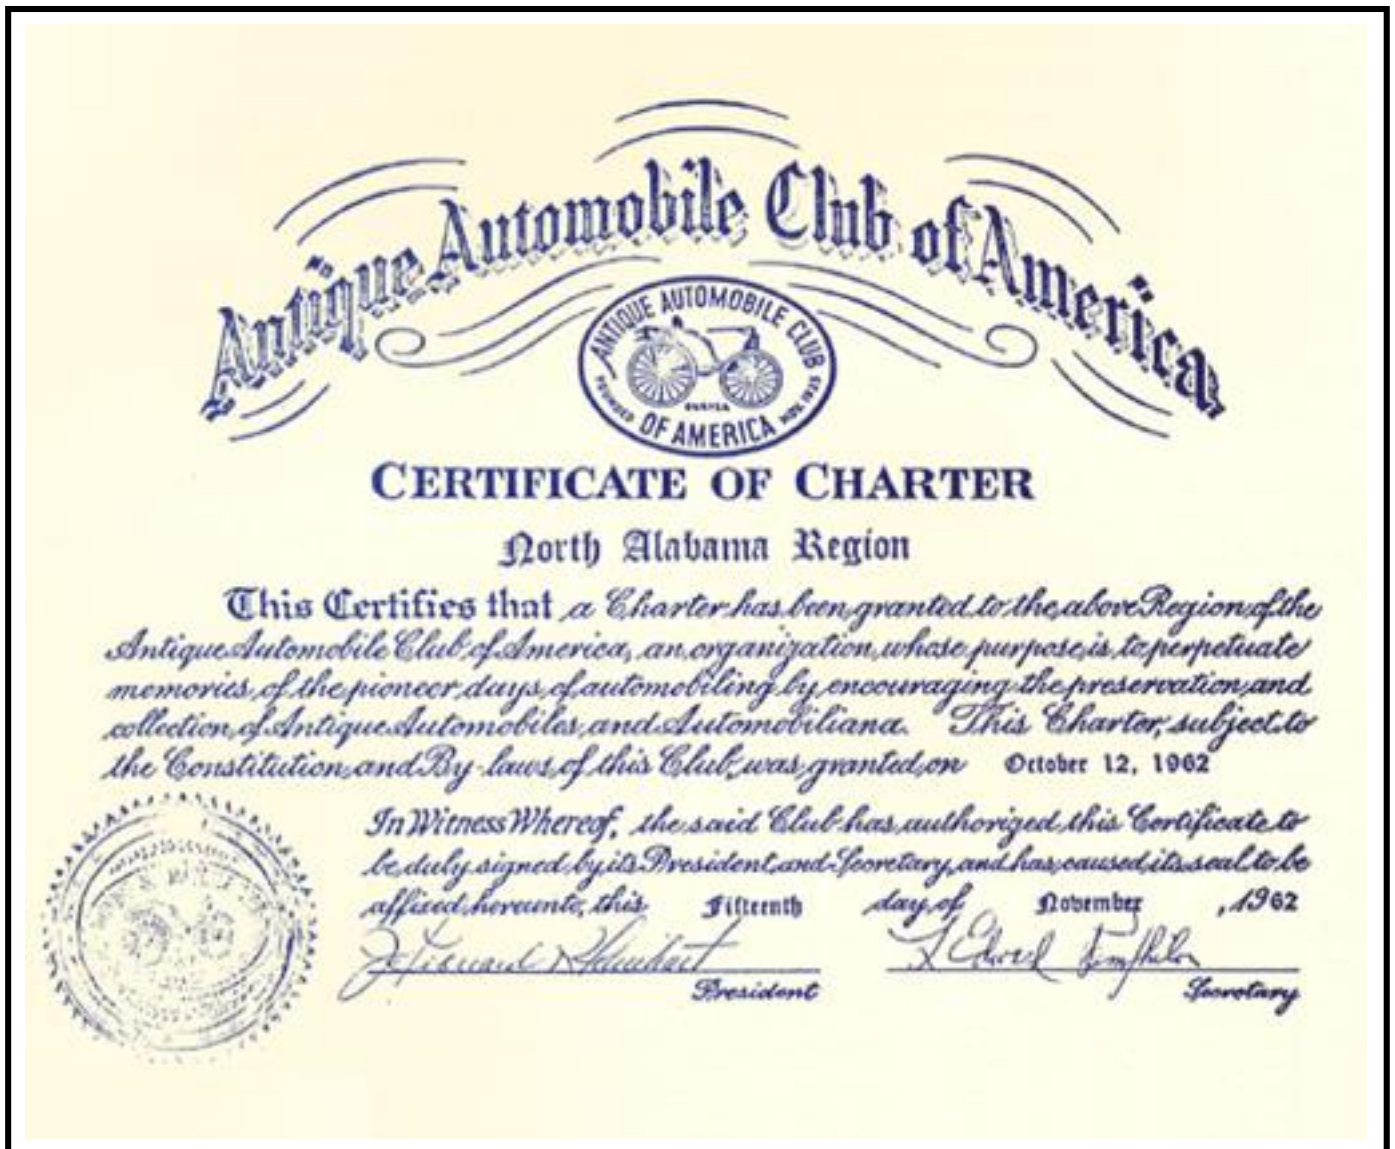 Antique Automobile Club of America
ANTIQUE AUTOMOBILE CLUB
FOUNDED NOV. 1935
OF AMERICA
CERTIFICATE OF CHARTER
North Alabama Region
This Certifies that a Charter has been granted to the above Region of the
Antique Automobile Club of America, an organization whose purpose is to perpetuate
memories of the pioneer days of automobiling by encouraging the preservation and
collection of Antique Automobiles and Automobiliana. This Charter, subject to
the Constitution and By-laws of this Club, was granted on October 12, 1962
In Witness Whereof, the said Club has authorized this Certificate to
be duly signed by its President and Secretary, and has caused its seal to be
affixed hereunto, this Fifteenth day of November, 1962
President
Secretary